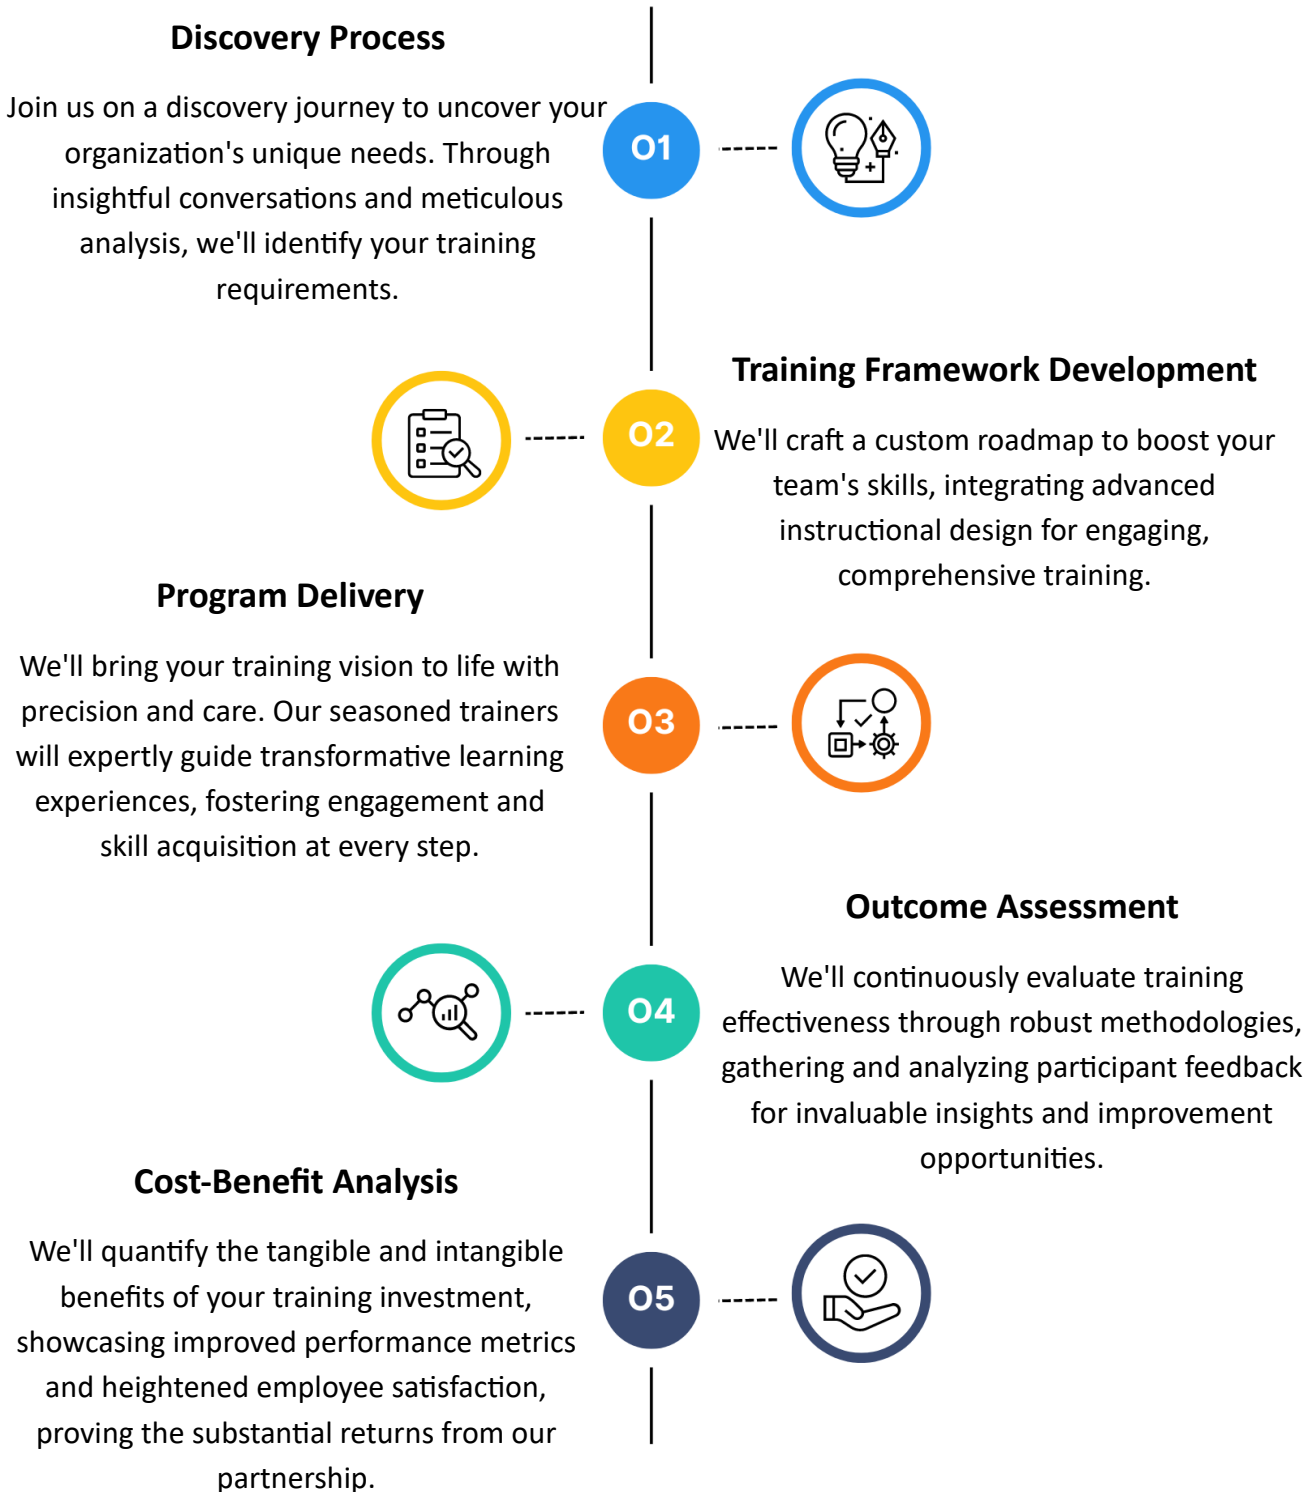 Discovery Process
Join us on a discovery journey to uncover your
organization's unique needs. Through
insightful conversations and meticulous
analysis, we'll identify your training
requirements.
01
Training Framework Development
02
We'll craft a custom roadmap to boost your
team's skills, integrating advanced
instructional design for engaging,
comprehensive training.
Program Delivery
We'll bring your training vision to life with
precision and care. Our seasoned trainers
will expertly guide transformative learning
experiences, fostering engagement and
skill acquisition at every step.
03
Outcome Assessment
04
We'll continuously evaluate training
effectiveness through robust methodologies,
gathering and analyzing participant feedback
for invaluable insights and improvement
opportunities.
Cost-Benefit Analysis
We'll quantify the tangible and intangible
benefits of your training investment,
showcasing improved performance metrics
and heightened employee satisfaction,
proving the substantial returns from our
partnership.
05